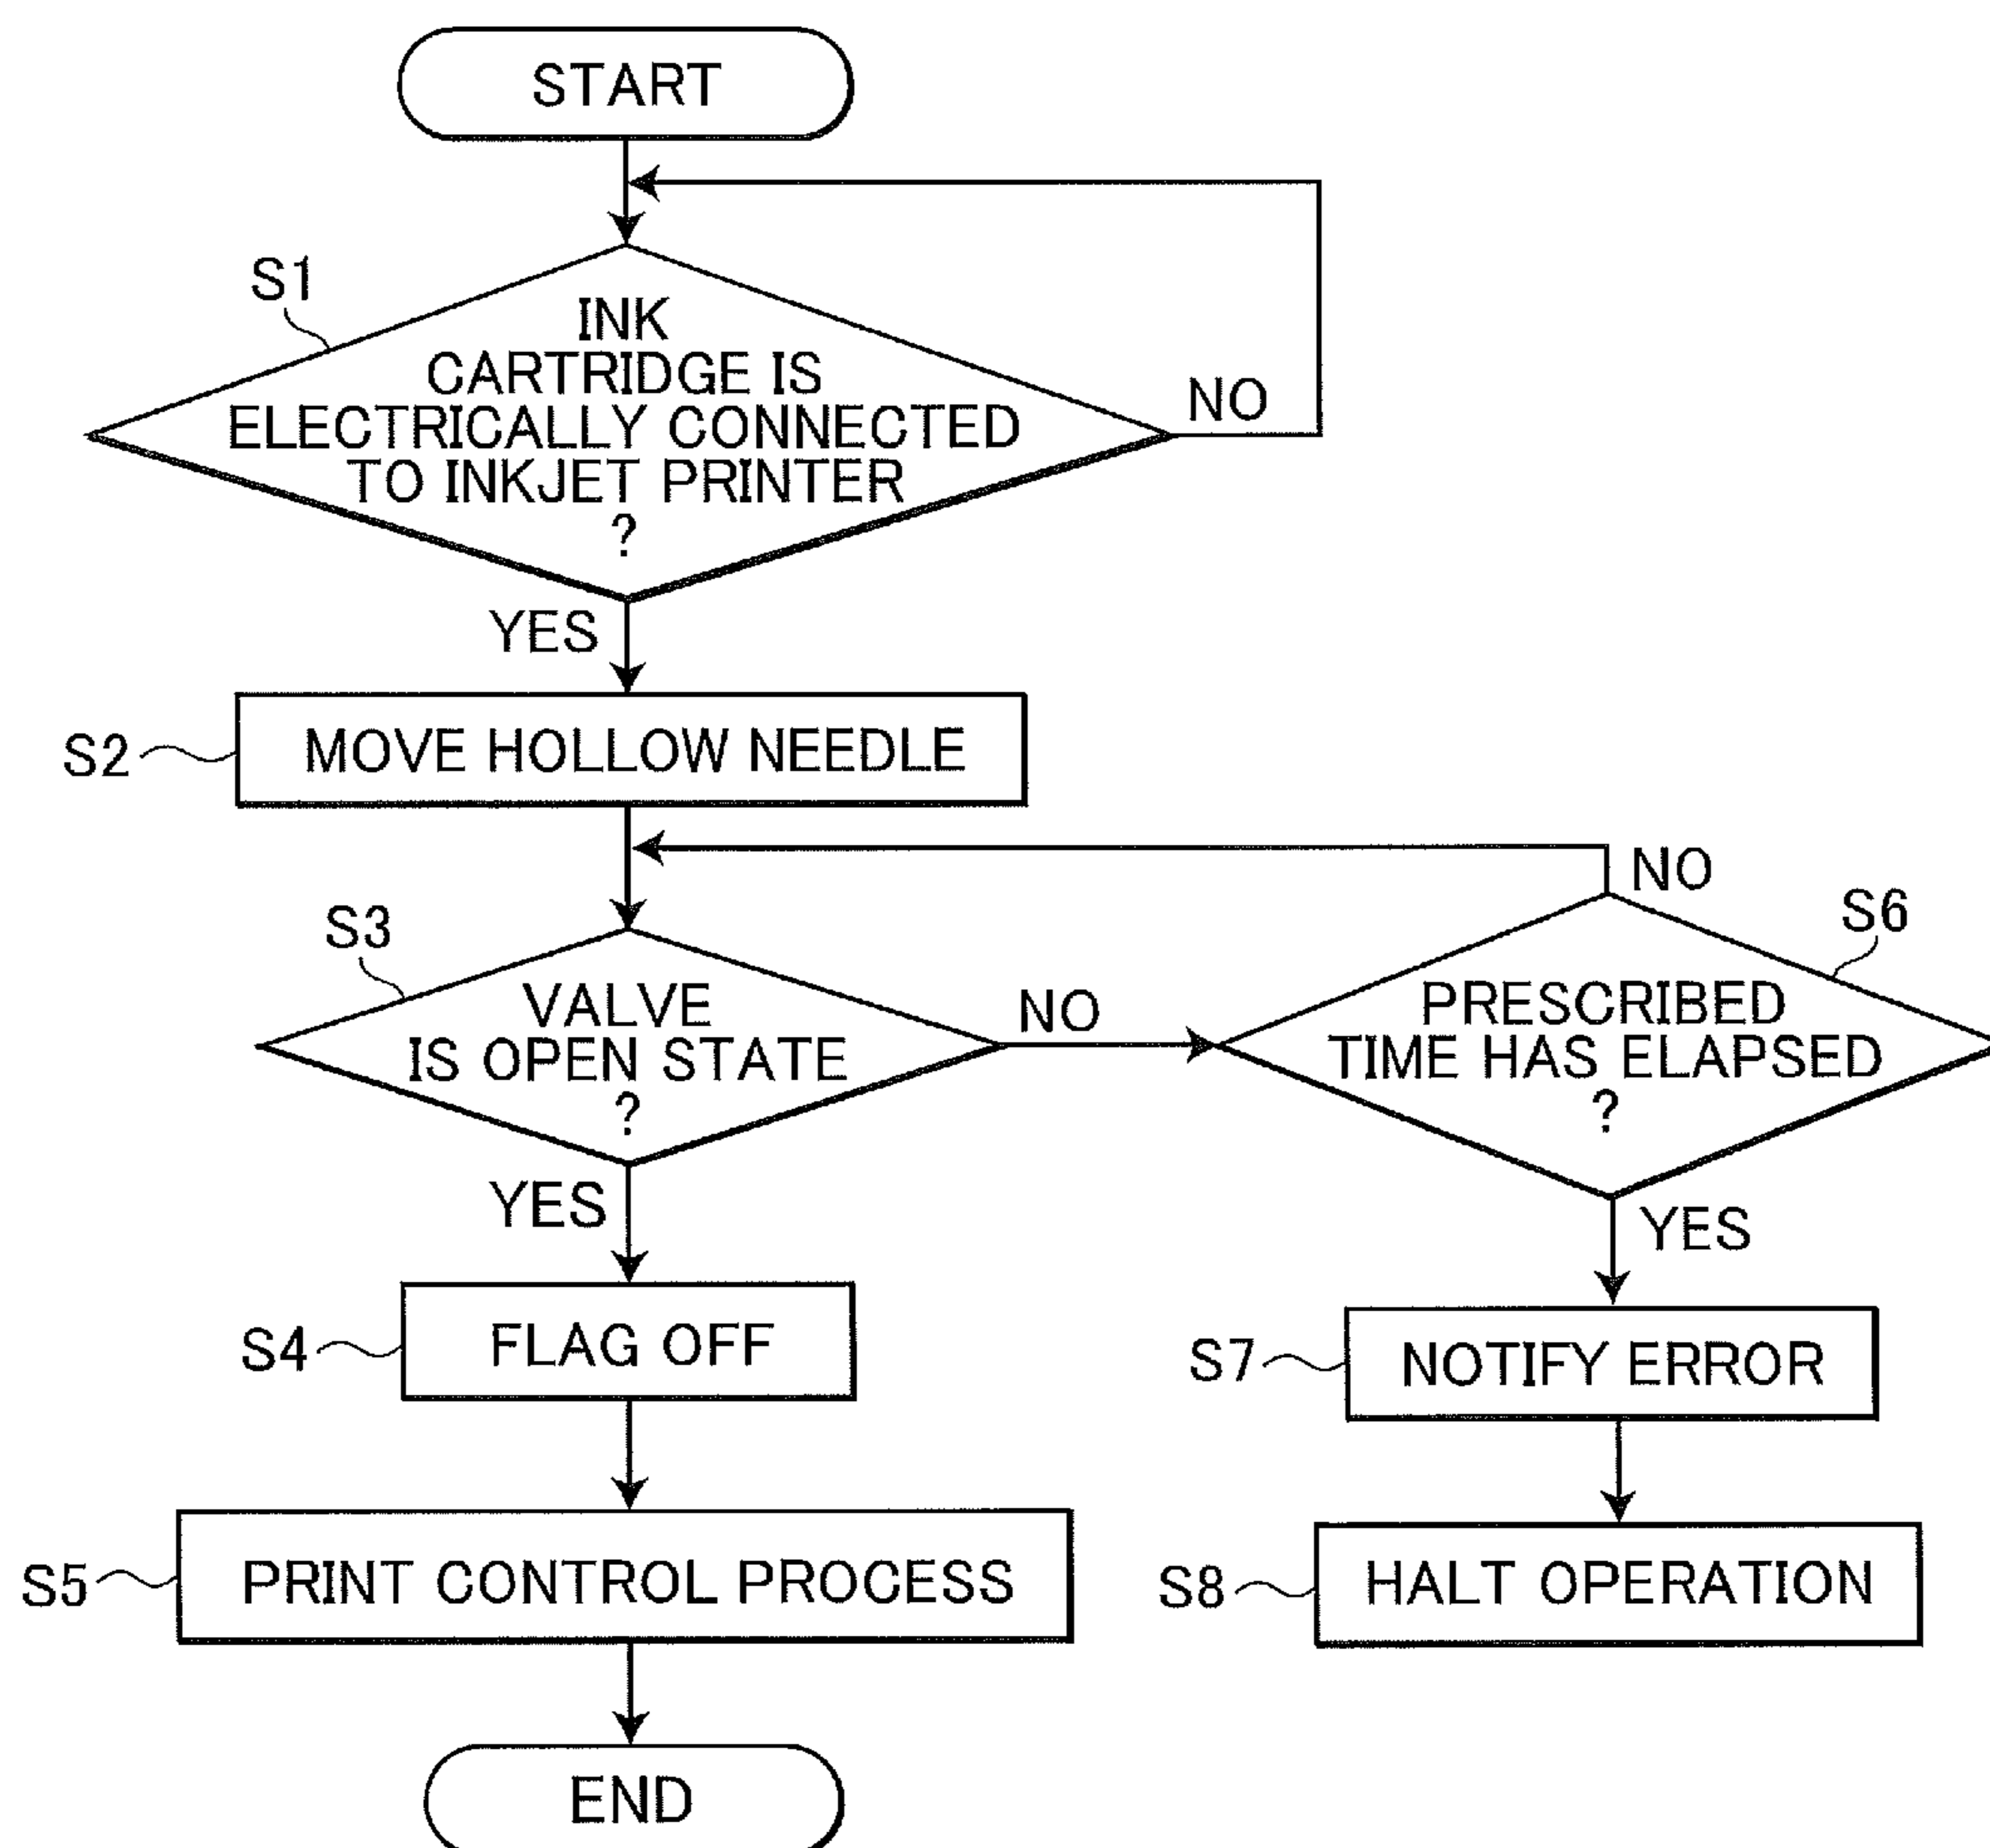 START
S1
INK
CARTRIDGE IS
ELECTRICALLY CONNECTED
TO INKJET PRINTER
?
NO
YES
S2
MOVE HOLLOW NEEDLE
S3
VALVE
IS OPEN STATE
?
NO
NO
S6
PRESCRIBED
TIME HAS ELAPSED
?
YES
YES
S4
FLAG OFF
S7
NOTIFY ERROR
S5
PRINT CONTROL PROCESS
S8
HALT OPERATION
END